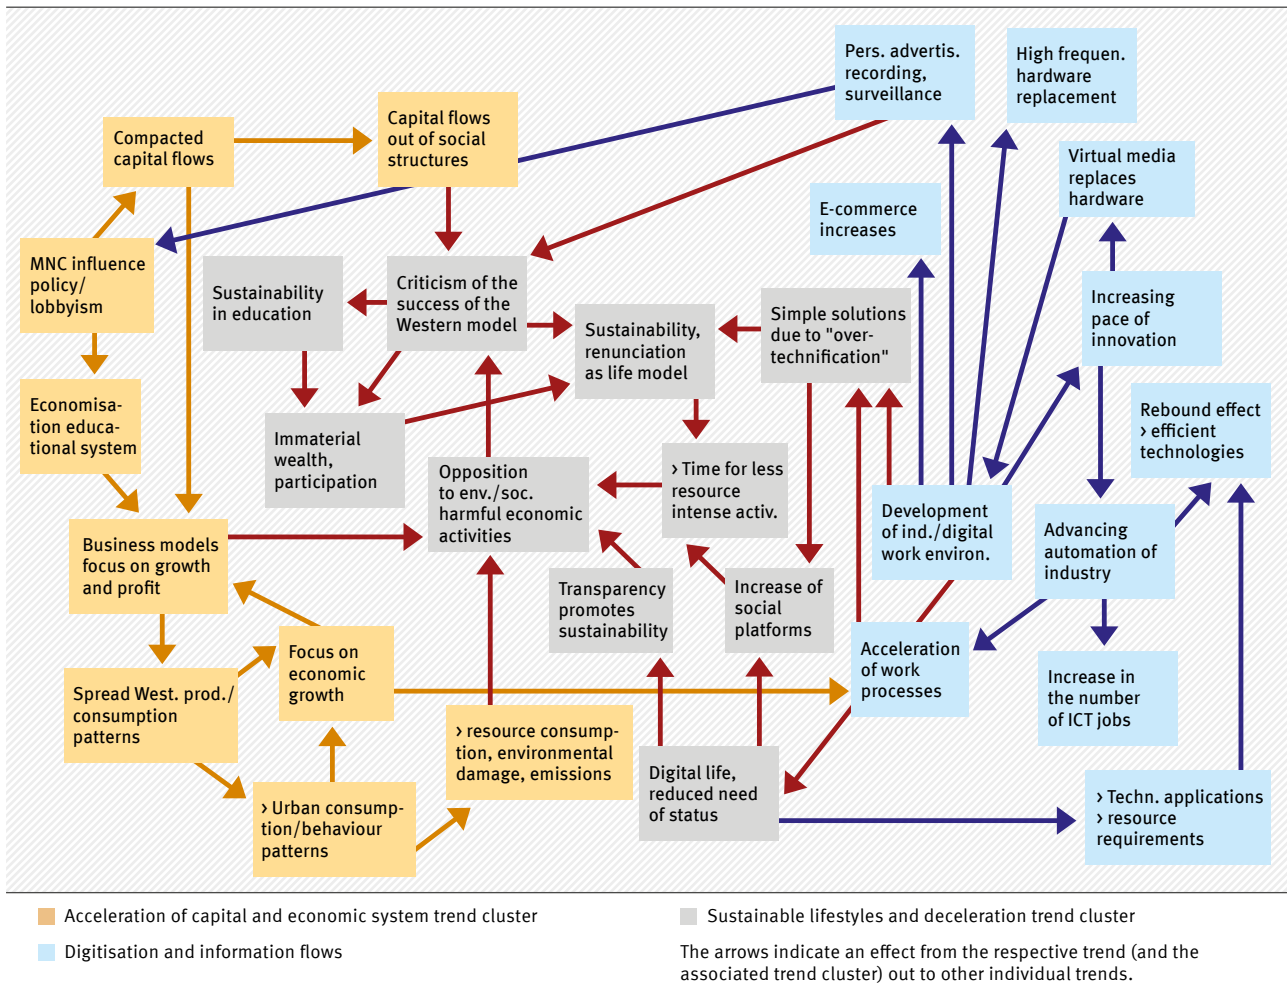 Pers. advertis.
recording,
surveillance
High frequen.
hardware
replacement
Compacted
capital flows
Capital flows
out of social
structures
Virtual media
replaces
hardware
E-commerce
increases
MNC influence
policy/
lobbyism
Sustainability
in education
Criticism of the
success of the
Western model
Sustainability,
renunciation
as life model
Simple solutions
due to "over-
technification"
Increasing
pace of
innovation
Economisa-
tion educa-
tional system
Immaterial
wealth,
participation
Opposition
to env./soc.
harmful economic
activities
> Time for less
resource
intense activ.
Rebound effect
> efficient
technologies
Development
of ind./digital
work environ.
Advancing
automation of
industry
Business models
focus on growth
and profit
Transparency
promotes
sustainability
Increase of
social
platforms
Focus on
economic
growth
Acceleration
of work
processes
Increase in
the number
of ICT jobs
Spread West. prod./
consumption
patterns
> resource consump-
tion, environmental
damage, emissions
Digital life,
reduced need
of status
> Urban consump-
tion/behaviour
patterns
> Techn. applications
> resource
requirements
Acceleration of capital and economic system trend cluster
Digitisation and information flows
Sustainable lifestyles and deceleration trend cluster
The arrows indicate an effect from the respective trend (and the
associated trend cluster) out to other individual trends.